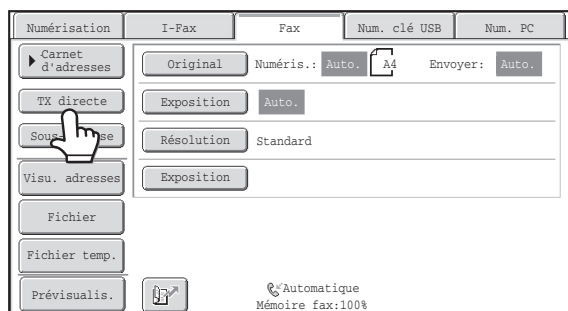 Numérisation I-Fax Fax Num. clé USB Num. PC
Carnet d'adresses
Original Numéris.: Auto. A4 Envoyer: Auto.
TX directe
Exposition Auto.
Résolution Standard
Visu. adresses
Exposition
Fichier
Fichier temp.
Prévisualis.
Automatique
Mémoire fax:100%